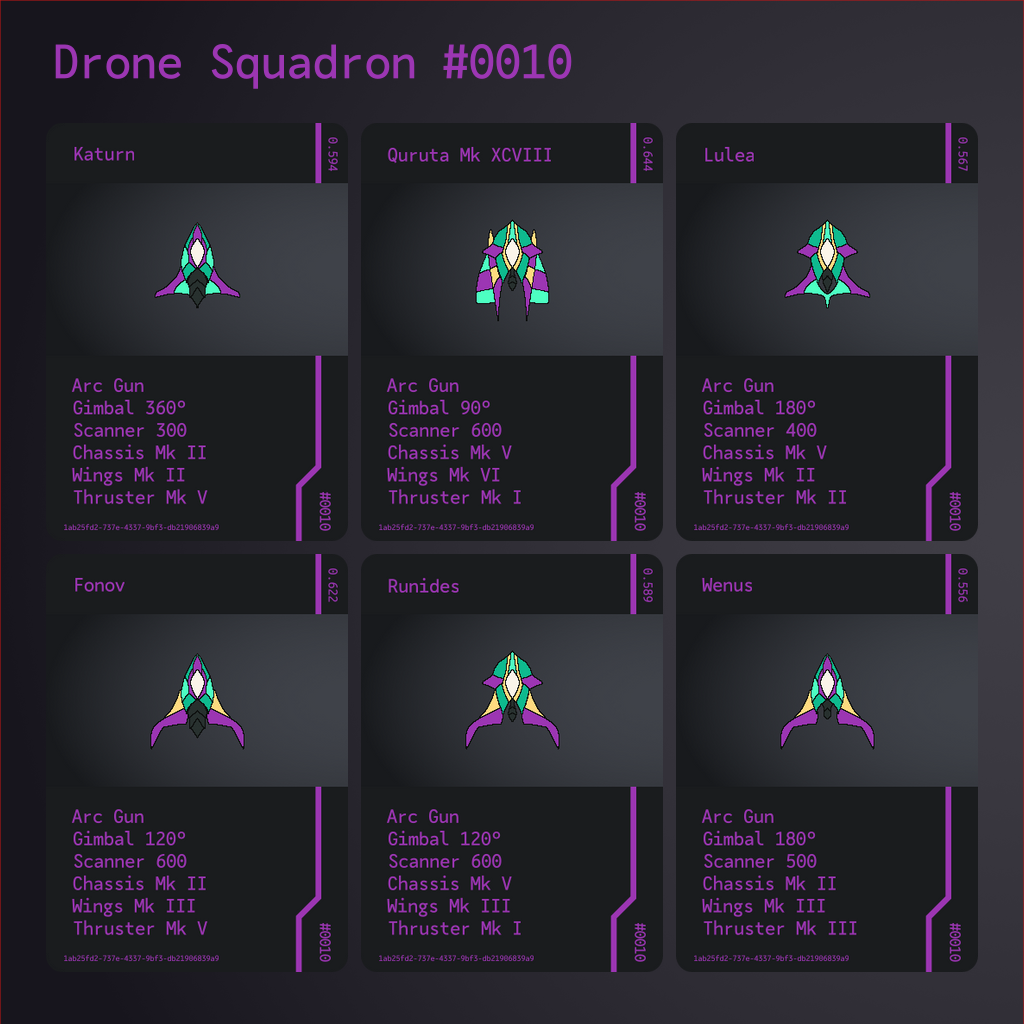 Drone Squadron #0010
Katurn
0.594
Arc Gun
Gimbal 360°
Scanner 300
Chassis Mk II
Wings Mk II
Thruster Mk V
#0010
1ab25fd2-737e-4337-9bf3-db21906839a9
Quruta Mk XCVIII
0.644
Arc Gun
Gimbal 90°
Scanner 600
Chassis Mk V
Wings Mk VI
Thruster Mk I
#0010
1ab25fd2-737e-4337-9bf3-db21906839a9
Lulea
0.567
Arc Gun
Gimbal 180°
Scanner 400
Chassis Mk V
Wings Mk II
Thruster Mk II
#0010
1ab25fd2-737e-4337-9bf3-db21906839a9
Fonov
0.622
Arc Gun
Gimbal 120°
Scanner 600
Chassis Mk II
Wings Mk III
Thruster Mk V
#0010
1ab25fd2-737e-4337-9bf3-db21906839a9
Runides
0.589
Arc Gun
Gimbal 120°
Scanner 600
Chassis Mk V
Wings Mk III
Thruster Mk I
#0010
1ab25fd2-737e-4337-9bf3-db21906839a9
Wenus
0.556
Arc Gun
Gimbal 180°
Scanner 500
Chassis Mk II
Wings Mk III
Thruster Mk III
#0010
1ab25fd2-737e-4337-9bf3-db21906839a9